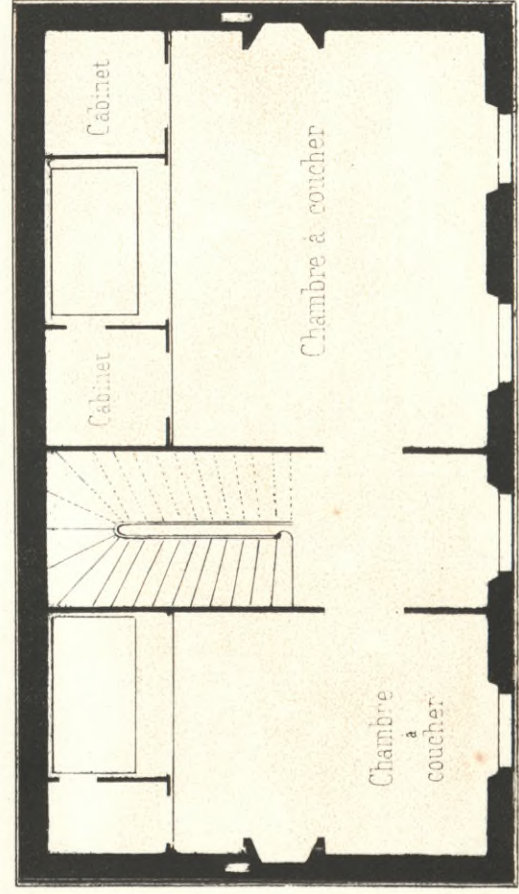 Cabinet
Cabinet
Chambre à coucher
Chambre
à
coucher